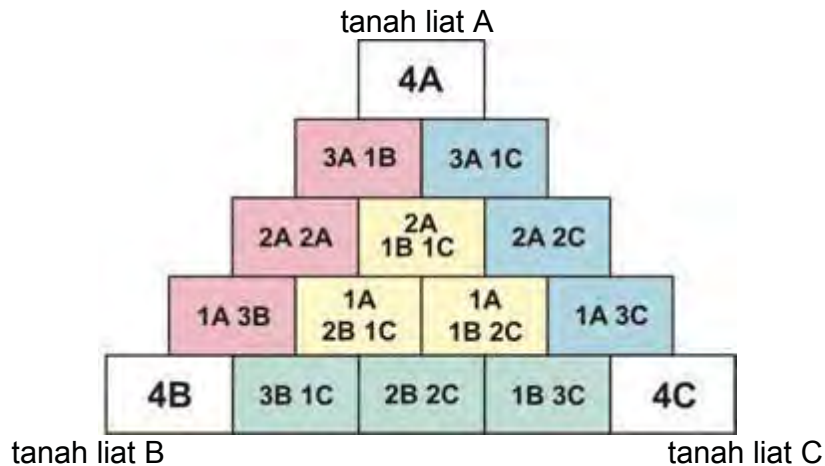 tanah liat A
4A
3A 1B
3A 1C
2A 2A
2A
1B 1C
2A 2C
1A 3B
1A
2B 1C
1A
1B 2C
1A 3C
4B
3B 1C
2B 2C
1B 3C
4C
tanah liat B
tanah liat C